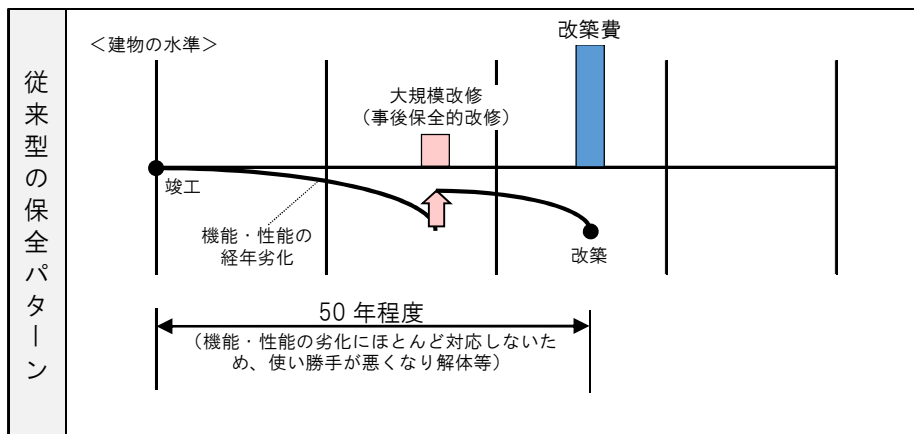 従来型の保全パターン
＜建物の水準＞
改築費
大規模改修
（事後保全的改修）
竣工
機能・性能の
経年劣化
改築
50 年程度
（機能・性能の劣化にほとんど対応しないた
め、使い勝手が悪くなり解体等）